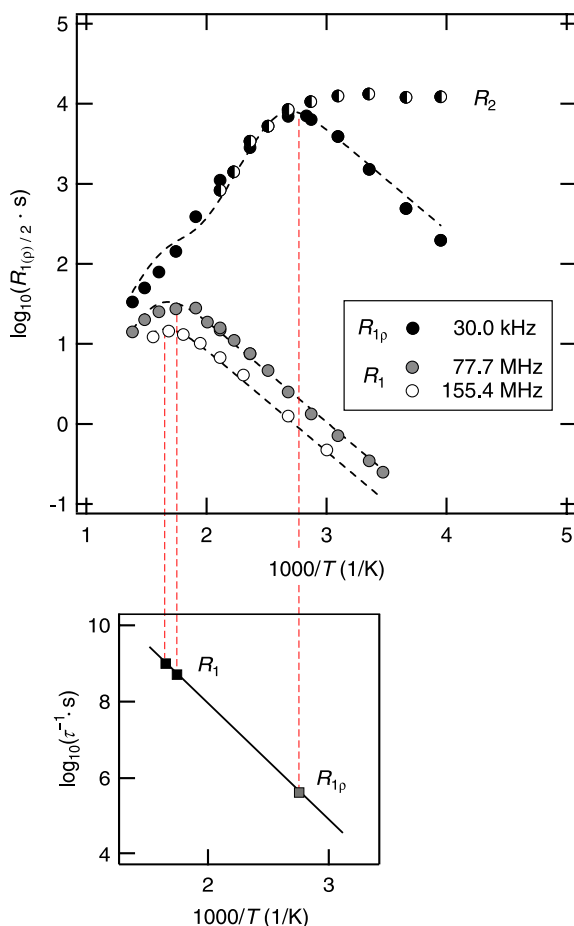 5
R2
4
3
2
1
0
-1
log10(R1(ρ)/2 · s)
R1ρ 30.0 kHz
R1 77.7 MHz
155.4 MHz
1 2 3 4 5
1000/T (1/K)
10
8
6
4
log10(τ⁻¹· s)
R1
R1ρ
2 3
1000/T (1/K)